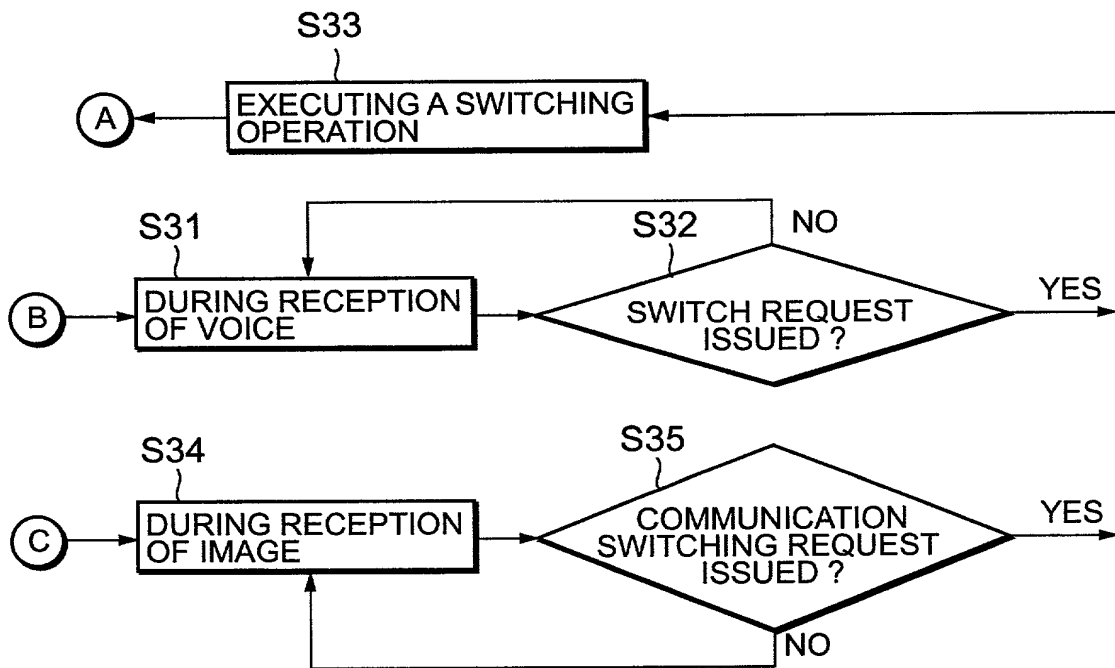 S33
A
EXECUTING A SWITCHING
OPERATION
S31
S32
NO
B
DURING RECEPTION
OF VOICE
SWITCH REQUEST
ISSUED ?
YES
S34
S35
C
DURING RECEPTION
OF IMAGE
COMMUNICATION
SWITCHING REQUEST
ISSUED ?
YES
NO